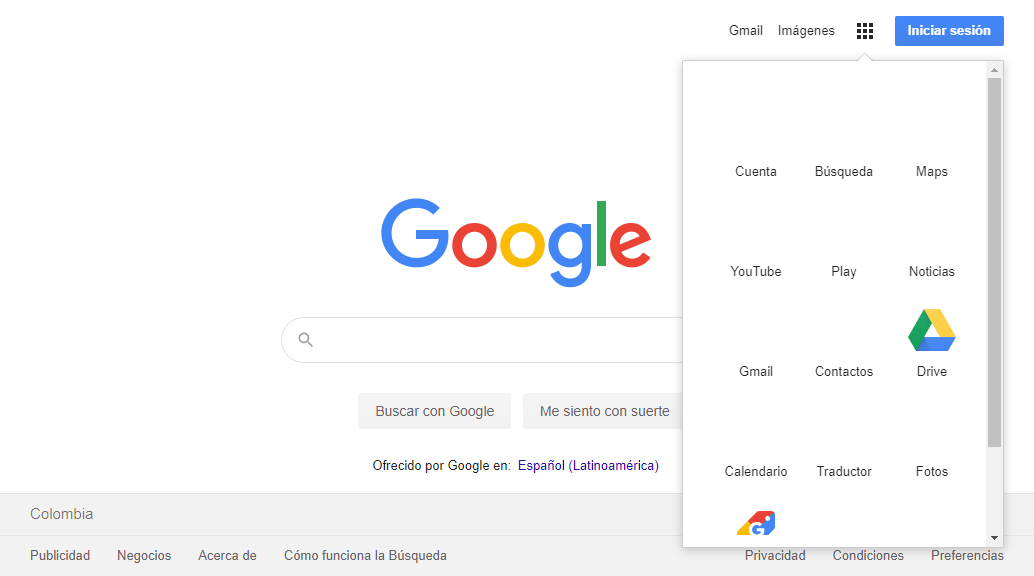 Gmail Imágenes Iniciar sesión
Cuenta Búsqueda Maps
Google
YouTube Play Noticias
Gmail Contactos Drive
Buscar con Google Me siento con suerte
Ofrecido por Google en: Español (Latinoamérica)
Calendario Traductor Fotos
Colombia
G
Publicidad Negocios Acerca de Cómo funciona la Búsqueda Privacidad Condiciones Preferencias